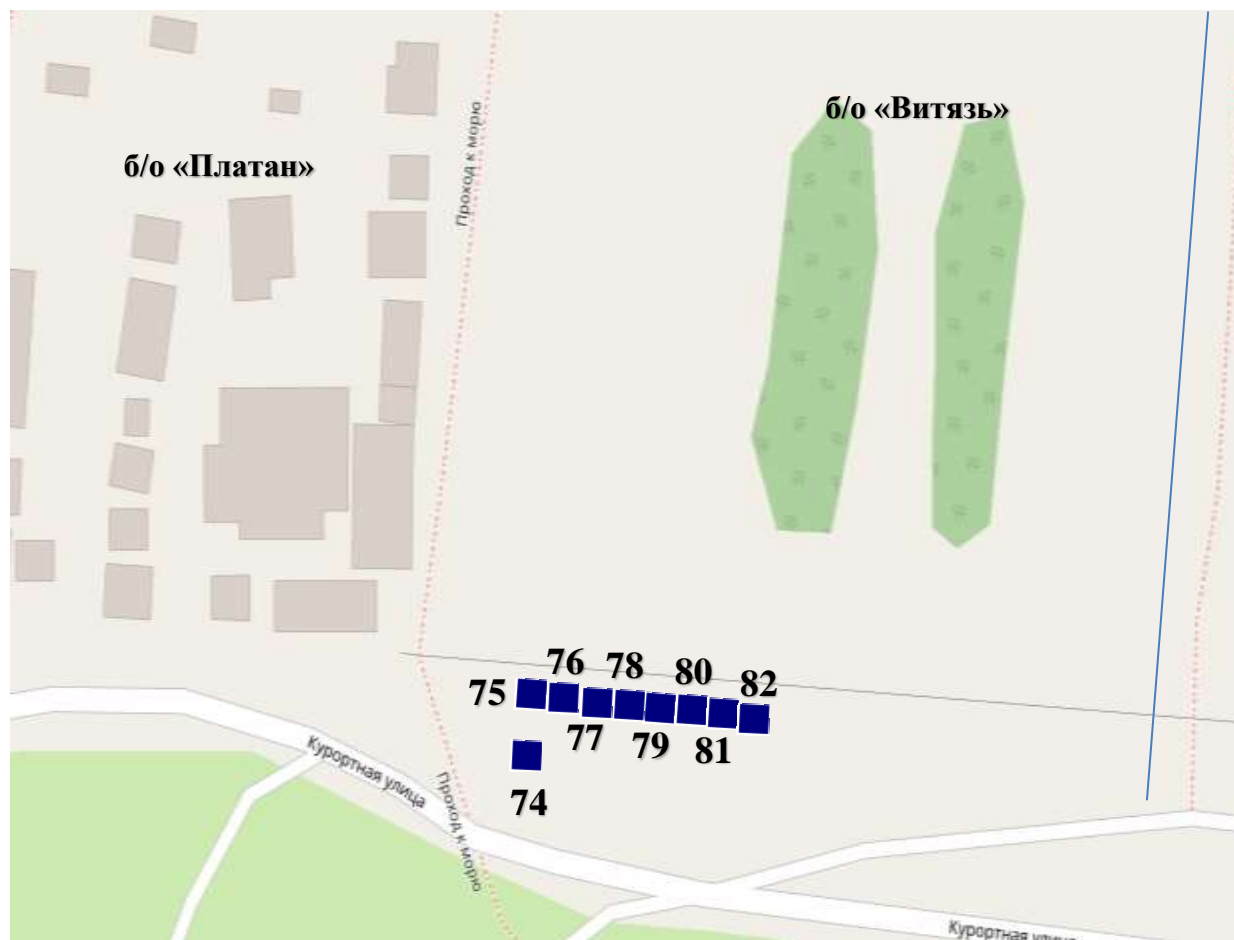 б/о «Витязь»
б/о «Платан»
Проход к морю
76 78 80 82
75
77 79 81
74
Курортная улица
Проход к морю
Курортная улица